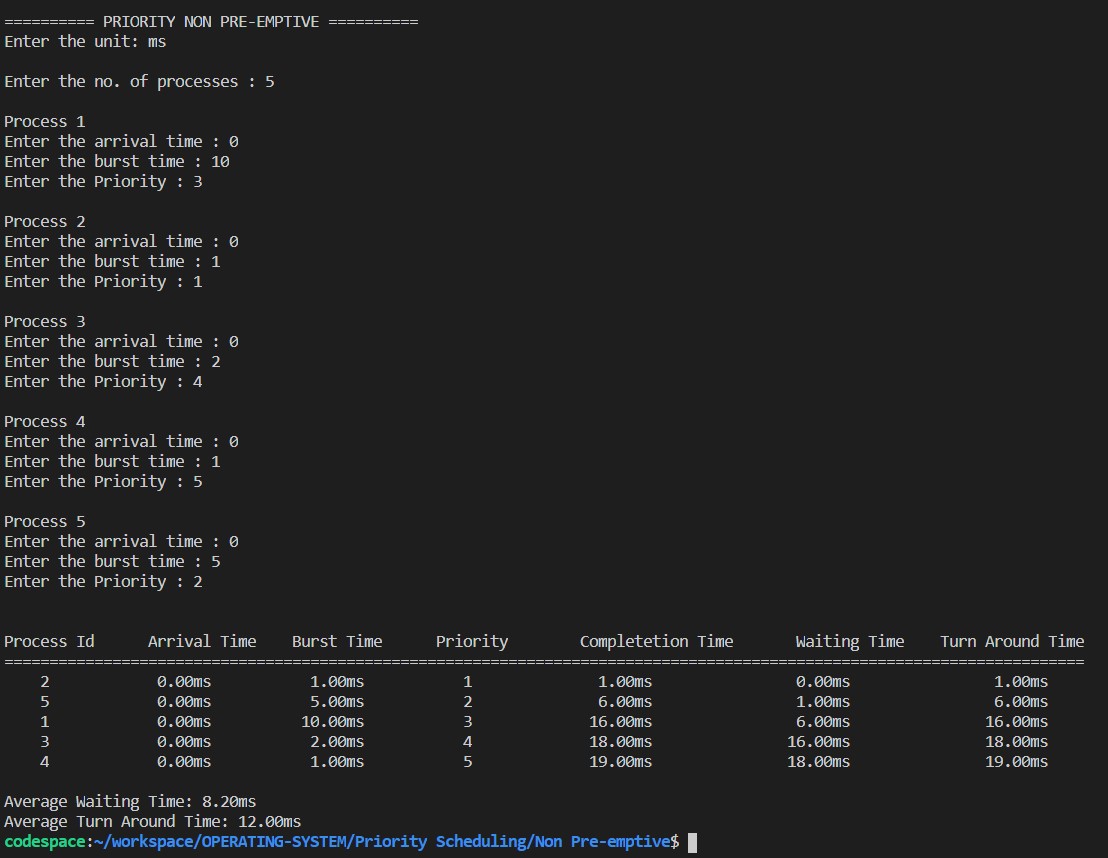 ========== PRIORITY NON PRE-EMPTIVE ==========
Enter the unit: ms
Enter the no. of processes : 5
Process 1
Enter the arrival time : 0
Enter the burst time : 10
Enter the Priority : 3
Process 2
Enter the arrival time : 0
Enter the burst time : 1
Enter the Priority : 1
Process 3
Enter the arrival time : 0
Enter the burst time : 2
Enter the Priority : 4
Process 4
Enter the arrival time : 0
Enter the burst time : 1
Enter the Priority : 5
Process 5
Enter the arrival time : 0
Enter the burst time : 5
Enter the Priority : 2
Process Id      Arrival Time    Burst Time      Priority        Completetion Time       Waiting Time    Turn Around Time
========================================================================================================================
    2            0.00ms           1.00ms           1              1.00ms                0.00ms                1.00ms
    5            0.00ms           5.00ms           2              6.00ms                1.00ms                6.00ms
    1            0.00ms          10.00ms           3             16.00ms                6.00ms               16.00ms
    3            0.00ms           2.00ms           4             18.00ms               16.00ms               18.00ms
    4            0.00ms           1.00ms           5             19.00ms               18.00ms               19.00ms
Average Waiting Time: 8.20ms
Average Turn Around Time: 12.00ms
codespace:~/workspace/OPERATING-SYSTEM/Priority Scheduling/Non Pre-emptive$